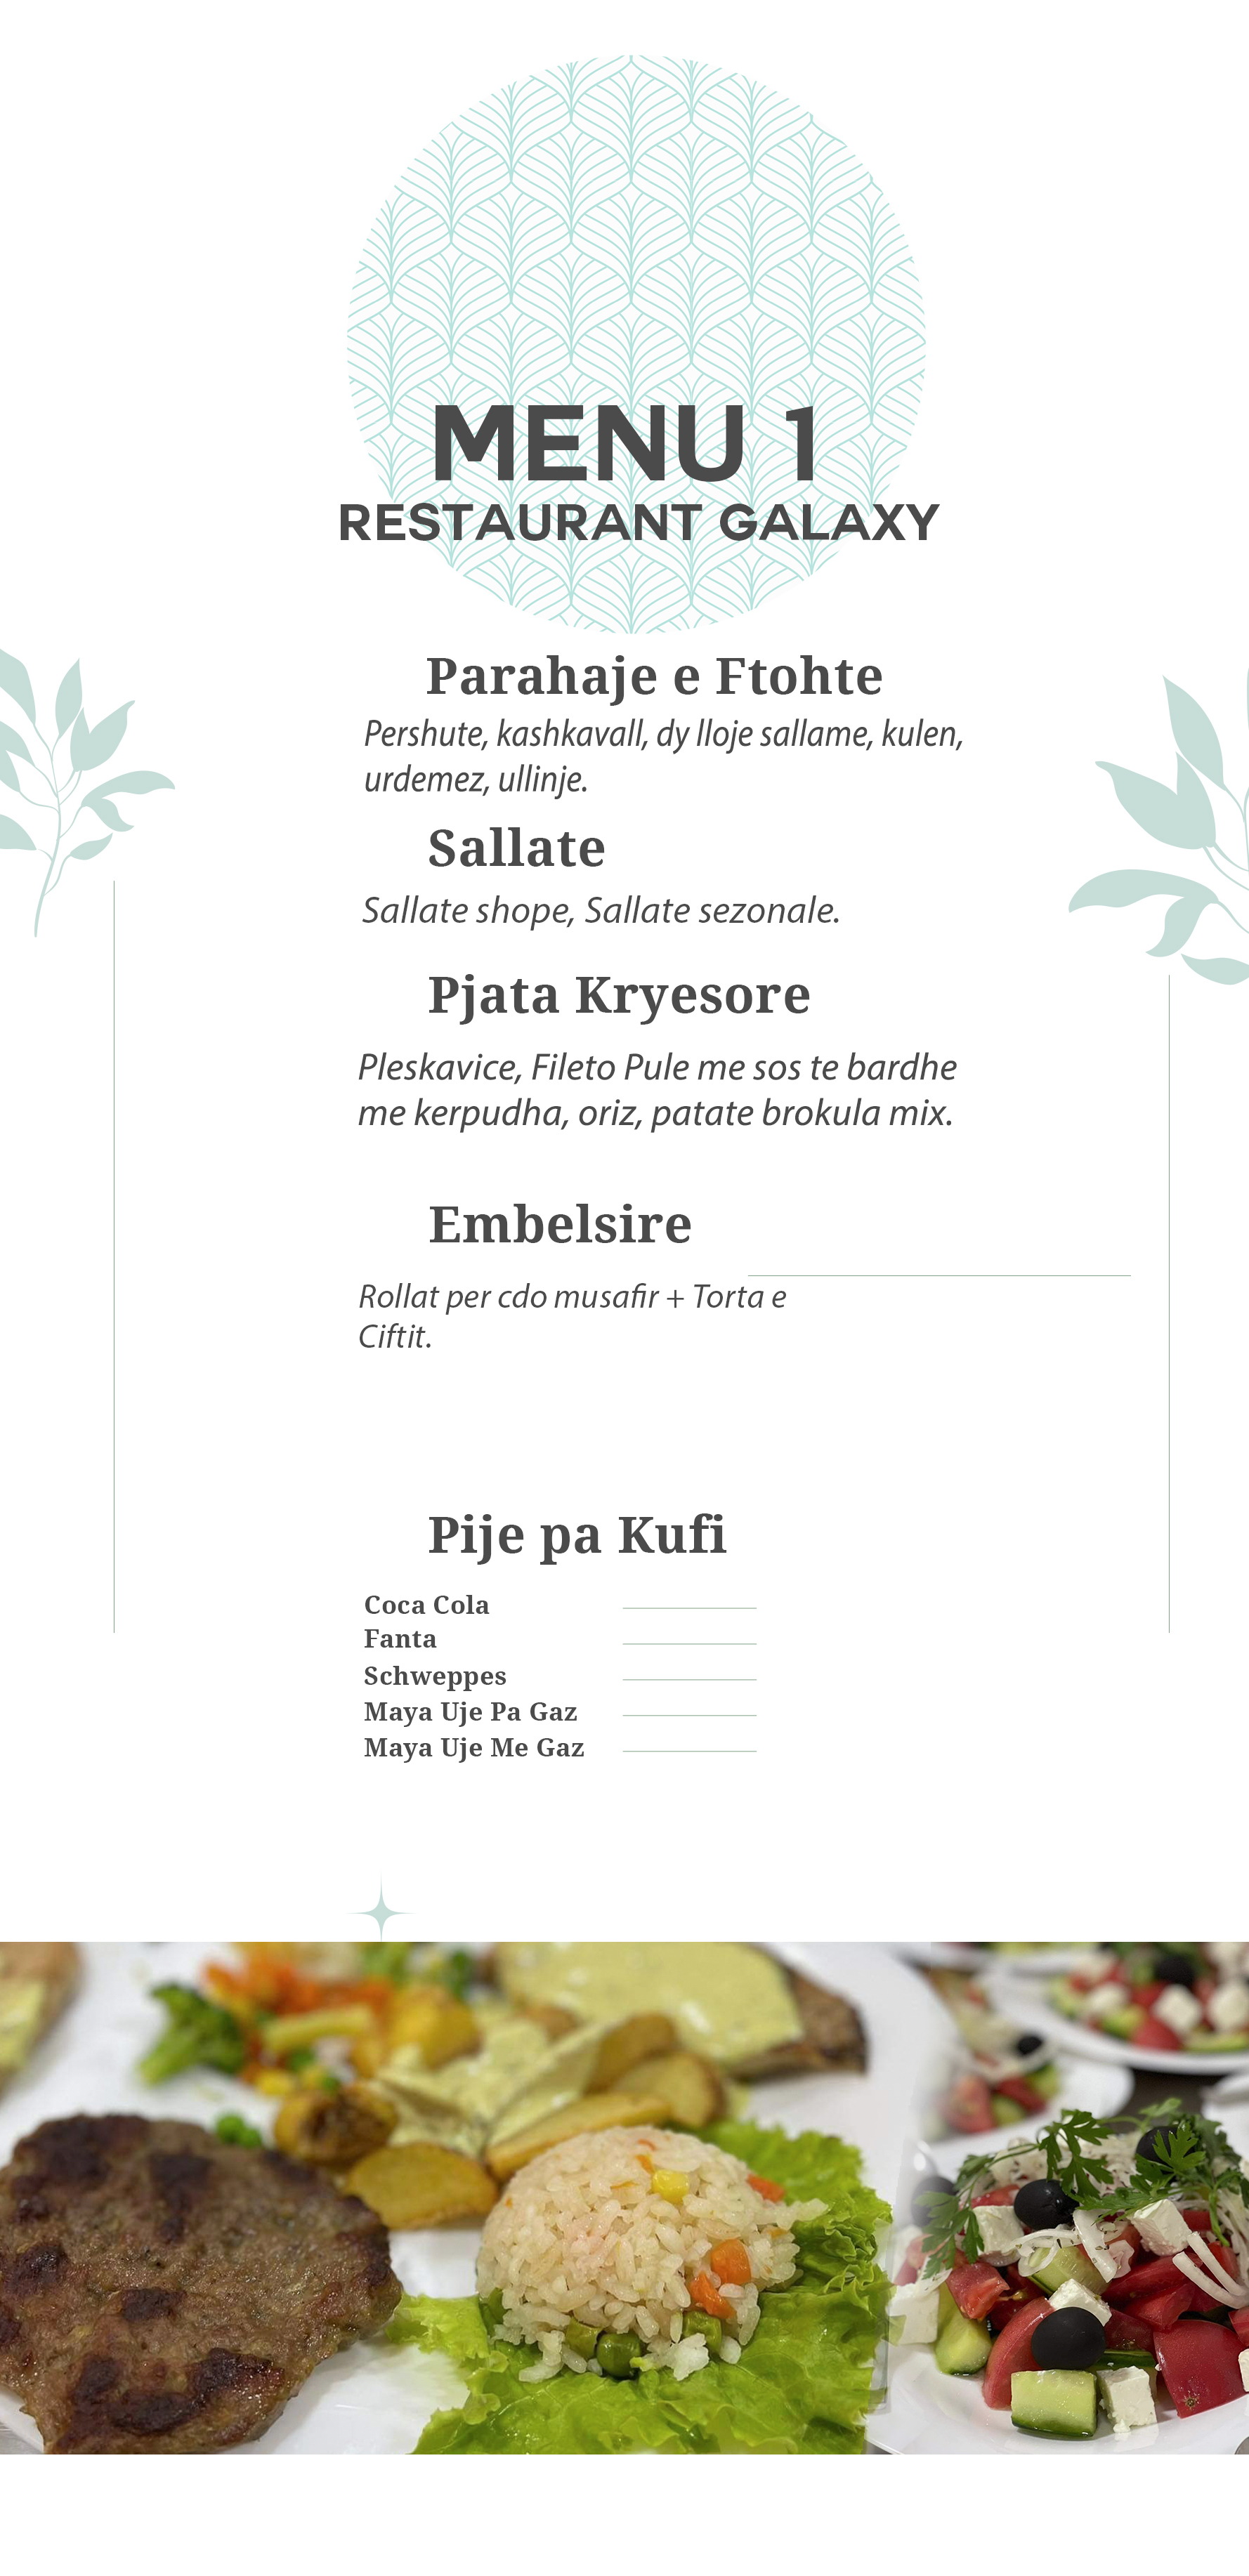 MENU 1
RESTAURANT GALAXY
Parahaje e Ftohte
Pershute, kashkavall, dy lloje sallame, kulen,
urdemez, ullinje.
Sallate
Sallate shope, Sallate sezonale.
Pjata Kryesore
Pleskavice, Fileto Pule me sos te bardhe
me kerpudha, oriz, patate brokula mix.
Embelsire
Rollat per cdo musafir + Torta e
Ciftit.
Pije pa Kufi
Coca Cola
Fanta
Schweppes
Maya Uje Pa Gaz
Maya Uje Me Gaz